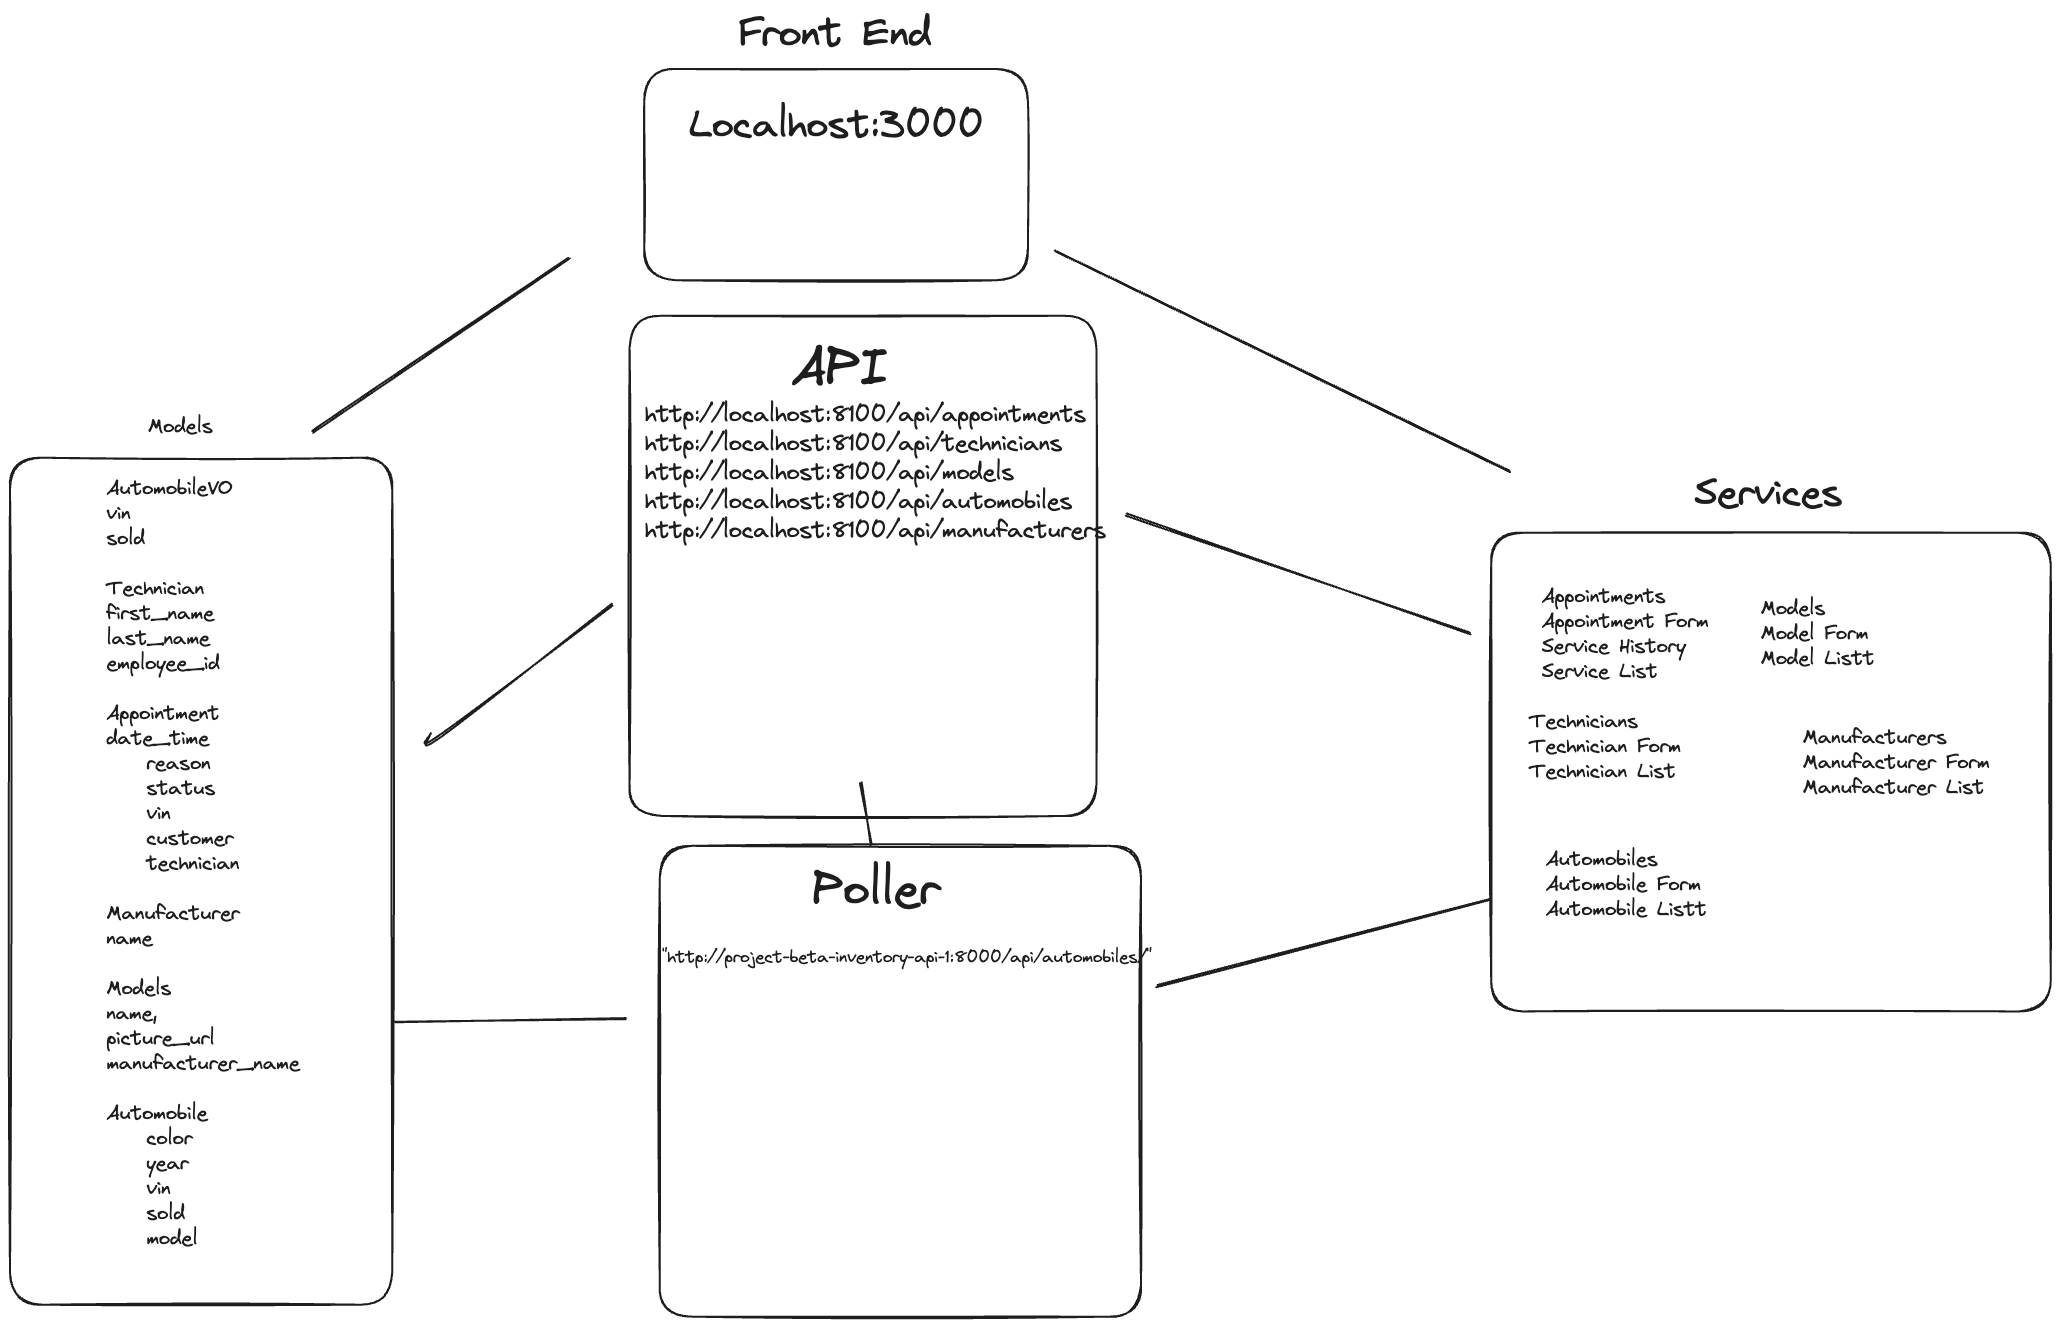 Front End
Localhost:3000
API
http://localhost:8100/api/appointments
http://localhost:8100/api/technicians
http://localhost:8100/api/models
http://localhost:8100/api/automobiles
http://localhost:8100/api/manufacturers
Models
AutomobileVO
vin
sold
Technician
first_name
last_name
employee_id
Appointment
date_time
reason
status
vin
customer
technician
Manufacturer
name
Models
name,
picture_url
manufacturer_name
Automobile
color
year
vin
sold
model
Poller
"http://project-beta-inventory-api-1:8000/api/automobiles/"
Services
Appointments
Appointment Form
Service History
Service List
Models
Model Form
Model Listt
Technicians
Technician Form
Technician List
Manufacturers
Manufacturer Form
Manufacturer List
Automobiles
Automobile Form
Automobile Listt